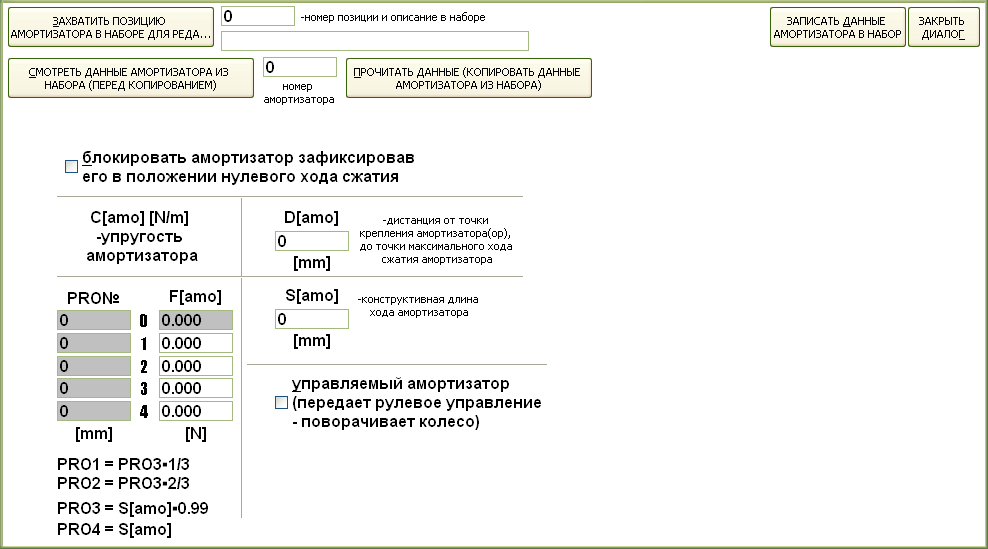 ЗАХВАТИТЬ ПОЗИЦИЮ
АМОРТИЗАТОРА В НАБОРЕ ДЛЯ РЕДА...
0
-номер позиции и описание в наборе
ЗАПИСАТЬ ДАННЫЕ
АМОРТИЗАТОРА В НАБОР
ЗАКРЫТЬ
ДИАЛОГ
СМОТРЕТЬ ДАННЫЕ АМОРТИЗАТОРА ИЗ
НАБОРА (ПЕРЕД КОПИРОВАНИЕМ)
0
номер
амортизатора
ПРОЧИТАТЬ ДАННЫЕ (КОПИРОВАТЬ ДАННЫЕ
АМОРТИЗАТОРА ИЗ НАБОРА)
блокировать амортизатор зафиксировав
его в положении нулевого хода сжатия
C[amo] [N/m]
-упругость
амортизатора
D[amo]
0
[mm]
-дистанция от точки
крепления амортизатора(ор),
до точки максимального хода
сжатия амортизатора
PRO№ F[amo]
0 0 0.000
0 1 0.000
0 2 0.000
0 3 0.000
0 4 0.000
[mm] [N]
S[amo]
0
[mm]
-конструктивная длина
хода амортизатора
управляемый амортизатор
(передает рулевое управление
- поворачивает колесо)
PRO1 = PRO3▪1/3
PRO2 = PRO3▪2/3
PRO3 = S[amo]▪0.99
PRO4 = S[amo]